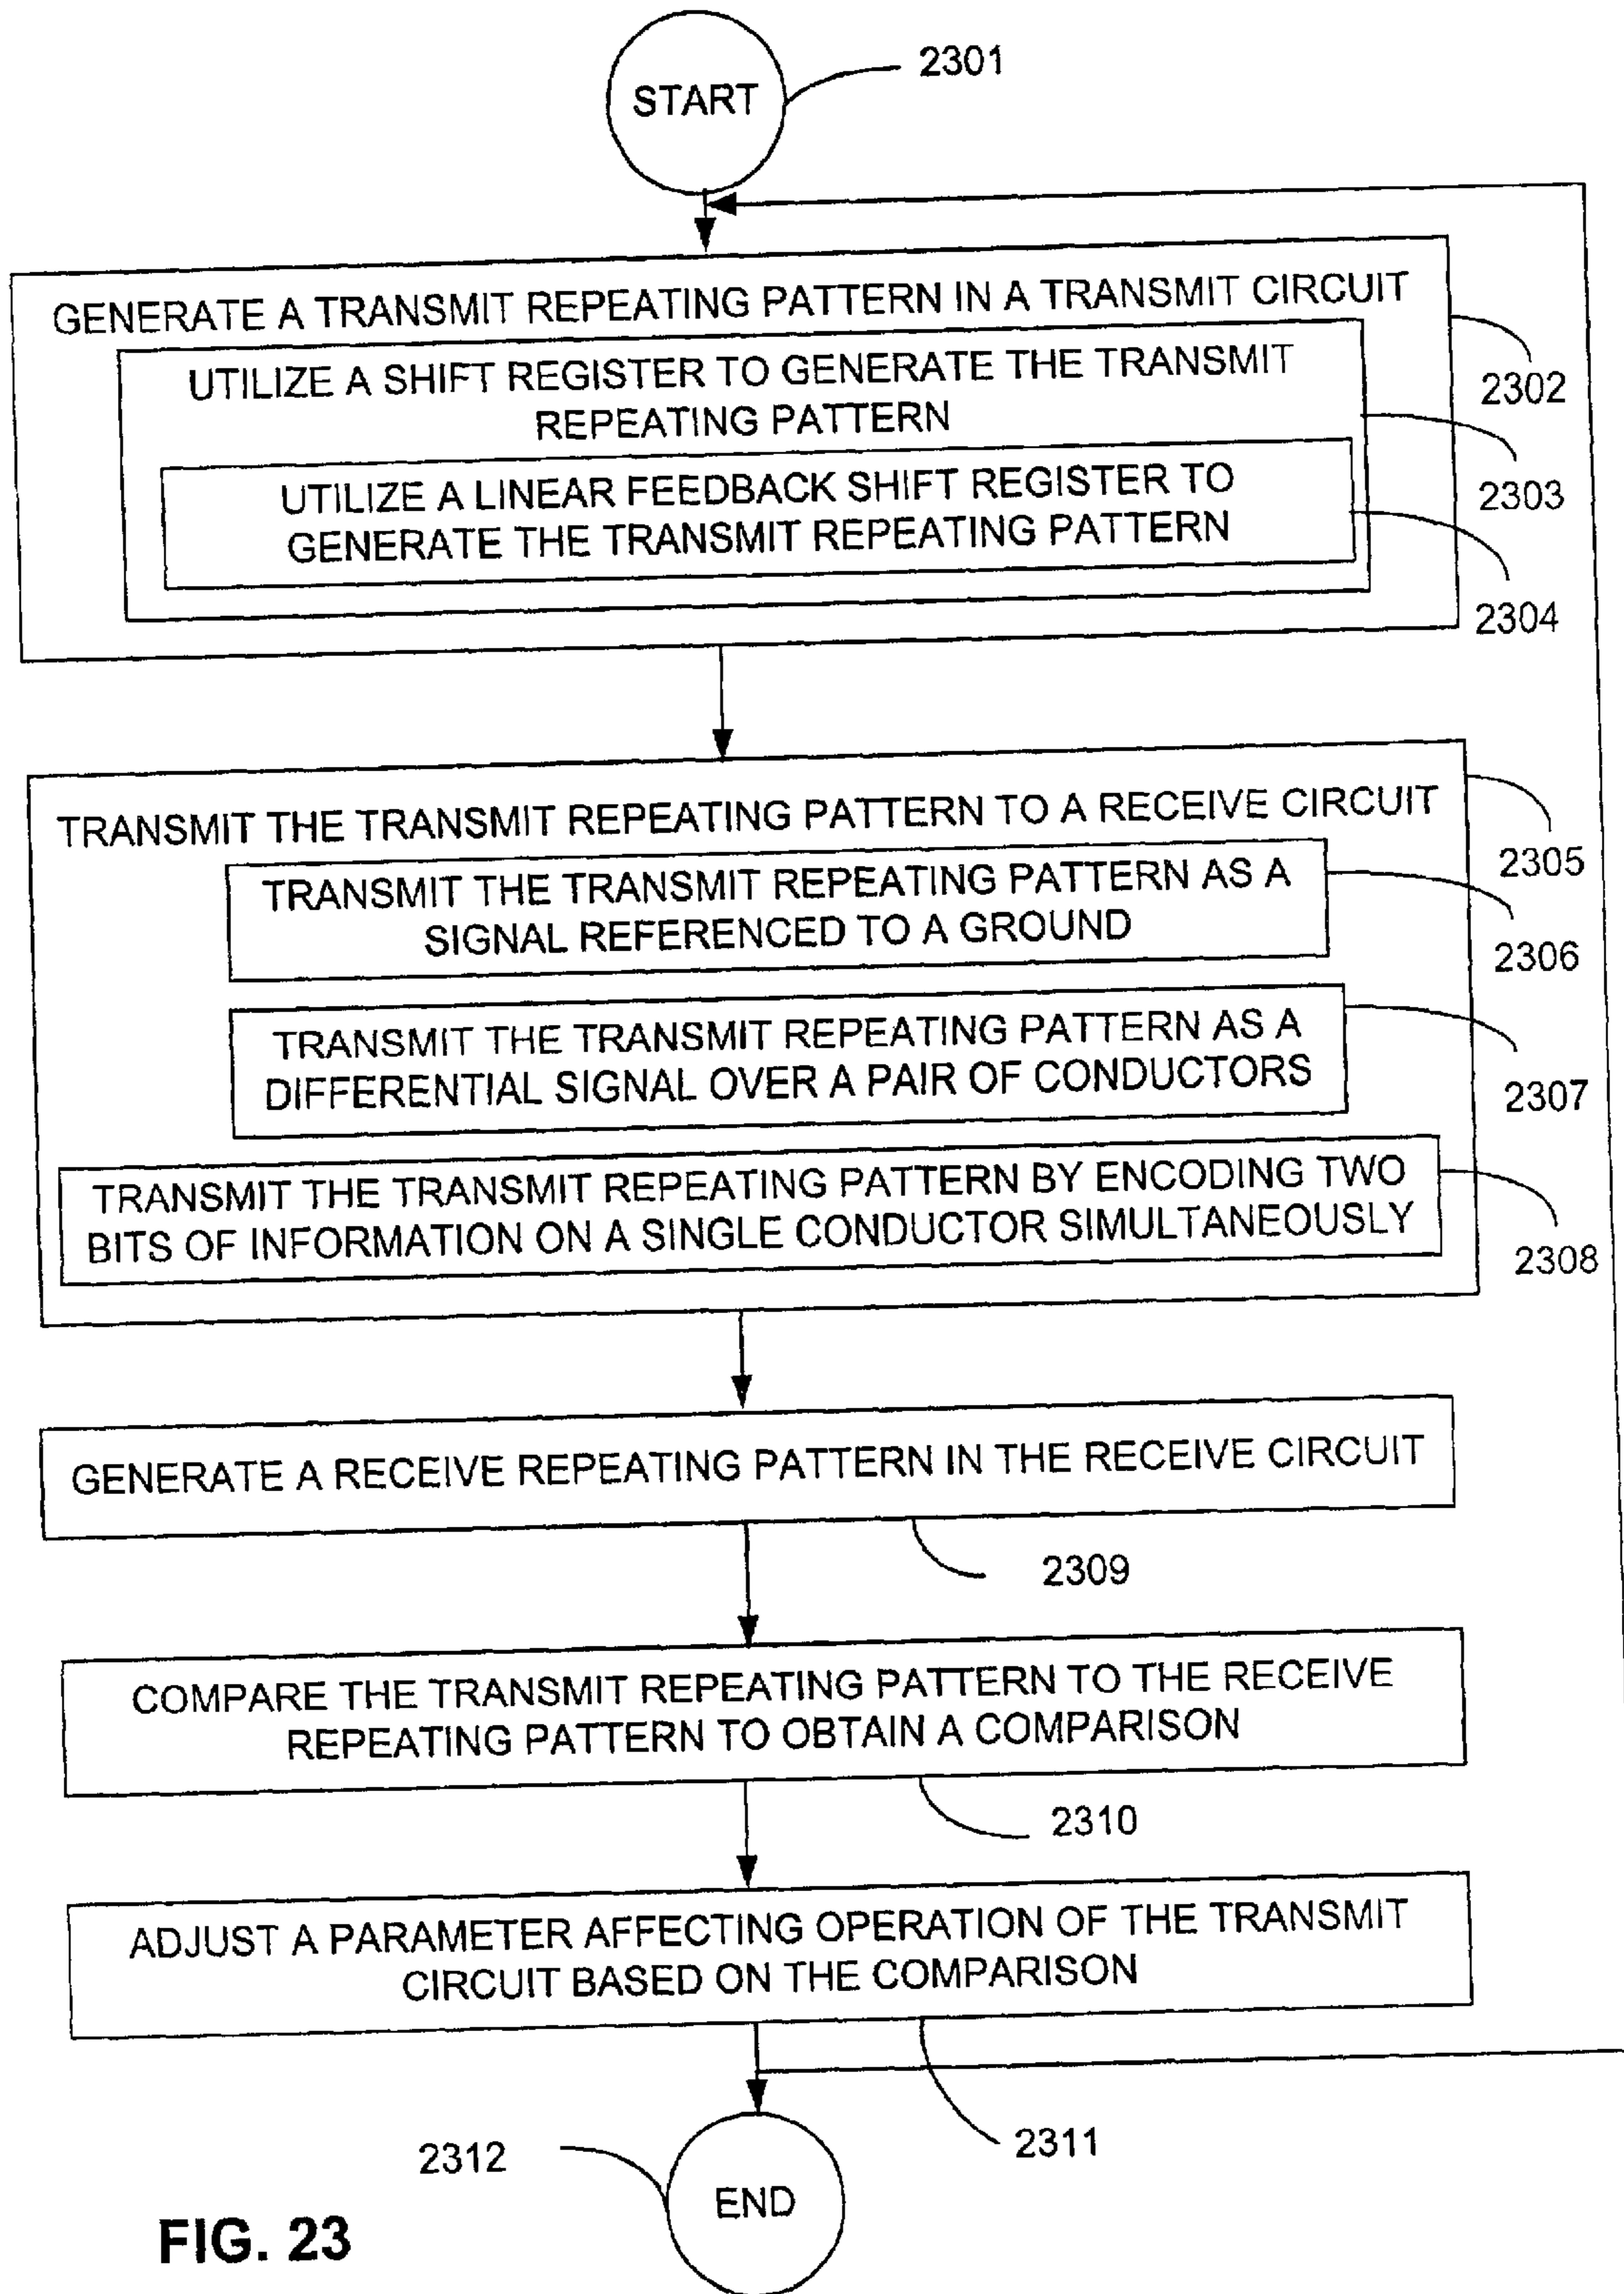 START
2301
GENERATE A TRANSMIT REPEATING PATTERN IN A TRANSMIT CIRCUIT
2302
UTILIZE A SHIFT REGISTER TO GENERATE THE TRANSMIT
REPEATING PATTERN
2303
UTILIZE A LINEAR FEEDBACK SHIFT REGISTER TO
GENERATE THE TRANSMIT REPEATING PATTERN
2304
TRANSMIT THE TRANSMIT REPEATING PATTERN TO A RECEIVE CIRCUIT
2305
TRANSMIT THE TRANSMIT REPEATING PATTERN AS A
SIGNAL REFERENCED TO A GROUND
2306
TRANSMIT THE TRANSMIT REPEATING PATTERN AS A
DIFFERENTIAL SIGNAL OVER A PAIR OF CONDUCTORS
2307
TRANSMIT THE TRANSMIT REPEATING PATTERN BY ENCODING TWO
BITS OF INFORMATION ON A SINGLE CONDUCTOR SIMULTANEOUSLY
2308
GENERATE A RECEIVE REPEATING PATTERN IN THE RECEIVE CIRCUIT
2309
COMPARE THE TRANSMIT REPEATING PATTERN TO THE RECEIVE
REPEATING PATTERN TO OBTAIN A COMPARISON
2310
ADJUST A PARAMETER AFFECTING OPERATION OF THE TRANSMIT
CIRCUIT BASED ON THE COMPARISON
2311
2312
END
FIG. 23